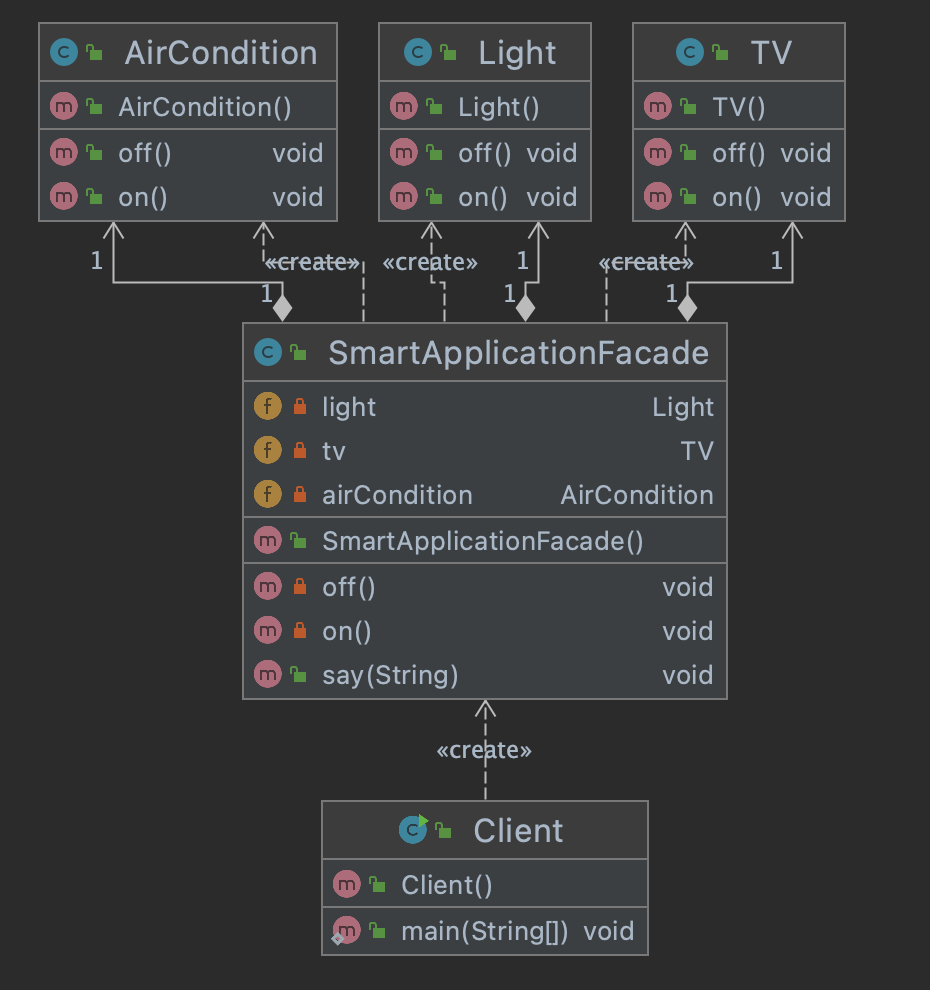 AirCondition
AirCondition()
off() void
on() void
Light
Light()
off() void
on() void
TV
TV()
off() void
on() void
1 «create» «create» 1 «create» 1
1 1 1
SmartApplicationFacade
light Light
tv TV
airCondition AirCondition
SmartApplicationFacade()
off() void
on() void
say(String) void
«create»
Client
Client()
main(String[]) void